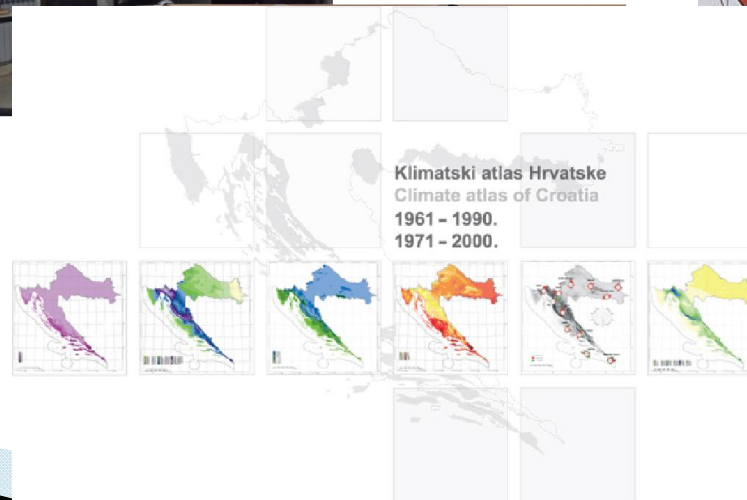 Klimatski atlas Hrvatske
Climate atlas of Croatia
1961 – 1990.
1971 – 2000.